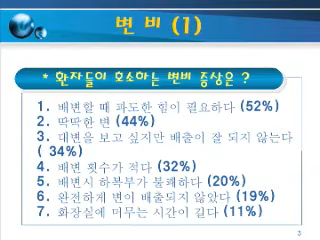 변 비 (1)
* 환자들이 호소하는 변비 증상은 ?
1. 배변할 때 과도한 힘이 필요하다 (52%)
2. 딱딱한 변 (44%)
3. 대변을 보고 싶지만 배출이 잘 되지 않는다
( 34%)
4. 배변 횟수가 적다 (32%)
5. 배변시 하복부가 불쾌하다 (20%)
6. 완전하게 변이 배출되지 않았다 (19%)
7. 화장실에 머무는 시간이 길다 (11%)
2